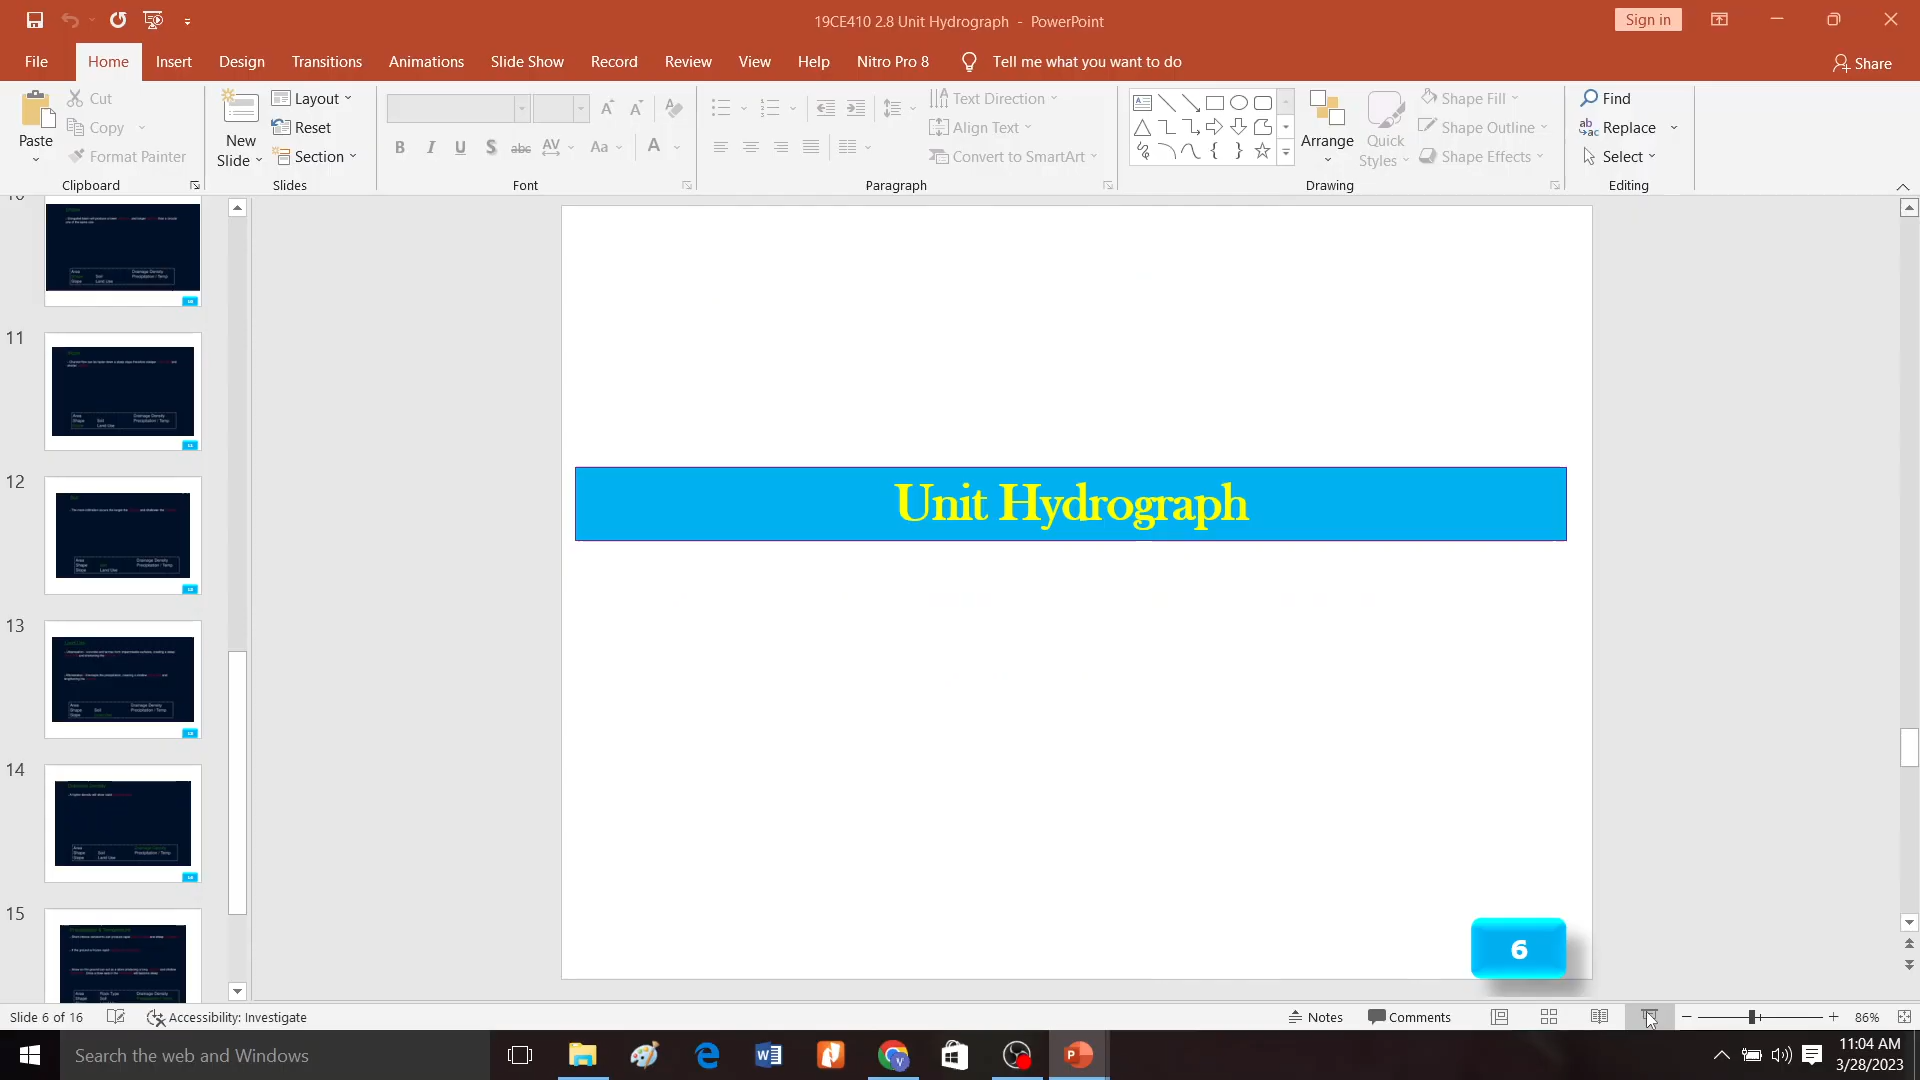 19CE410 2.8 Unit Hydrograph - PowerPoint
Sign in
File Home Insert Design Transitions Animations Slide Show Record Review View Help Nitro Pro 8 Tell me what you want to do
Share
Paste
Cut
Copy
Format Painter
Clipboard
New Slide
Layout
Reset
Section
Slides
B I U S abc AV Aa A
Font
Text Direction
Align Text
Convert to SmartArt
Paragraph
Arrange
Quick Styles
Shape Fill
Shape Outline
Shape Effects
Drawing
Find
Replace
Select
Editing
11
12
13
14
15
Unit Hydrograph
6
Slide 6 of 16
Accessibility: Investigate
Notes
Comments
86%
Search the web and Windows
11:04 AM
3/28/2023